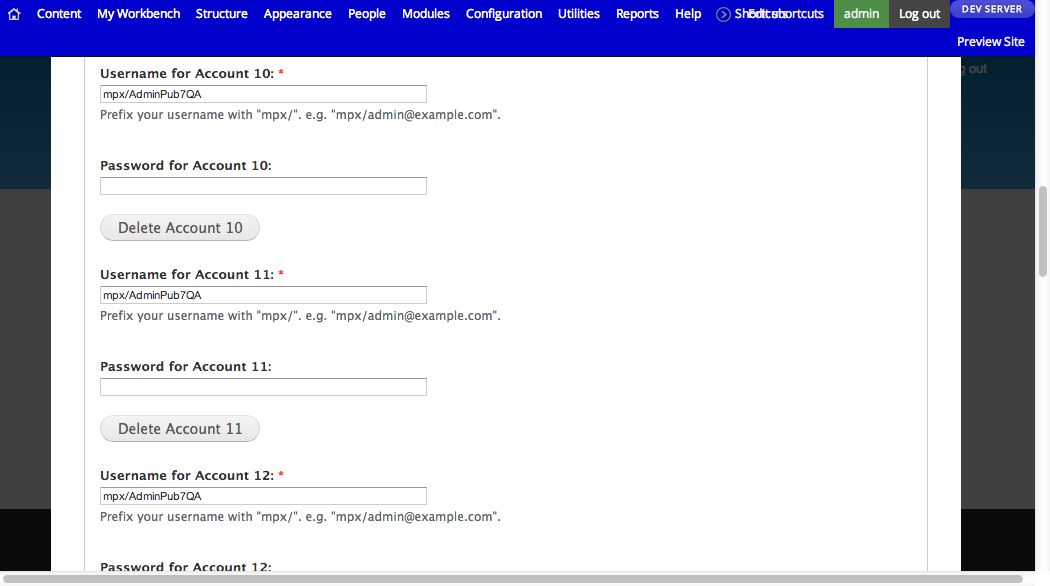 Content My Workbench Structure Appearance People Modules Configuration Utilities Reports Help Shortcuts Edit shortcuts admin Log out DEV SERVER
Preview Site
g out
Username for Account 10: *
mpx/AdminPub7QA
Prefix your username with "mpx/". e.g. "mpx/admin@example.com".
Password for Account 10:
Delete Account 10
Username for Account 11: *
mpx/AdminPub7QA
Prefix your username with "mpx/". e.g. "mpx/admin@example.com".
Password for Account 11:
Delete Account 11
Username for Account 12: *
mpx/AdminPub7QA
Prefix your username with "mpx/". e.g. "mpx/admin@example.com".
Password for Account 12: